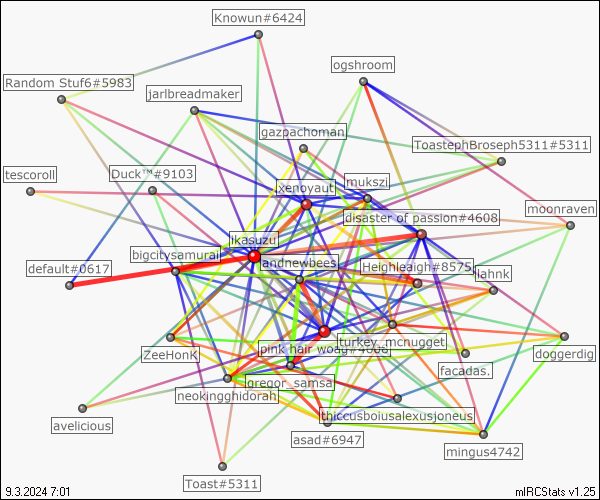 Knowun#6424
ogshroom
Random Stuf6#5983
jarlbreadmaker
gazpachoman
ToastephBroseph5311#5311
tescoroll
Duck™#9103
mukszi
xenoyaut
moonraven
disaster of passion#4608
ikasuzu
bigcitysamurai
andnewbees
default#0617
Heighleaigh#8575
llahnk
turkey_mcnugget
pink hair woag#4008
ZeeHonK
doggerdig
facadas.
gregor_samsa
neokingghidorah
thiccusboiusalexusjoneus
avelicious
asad#6947
mingus4742
Toast#5311
9.3.2024 7:01
mIRCStats v1.25